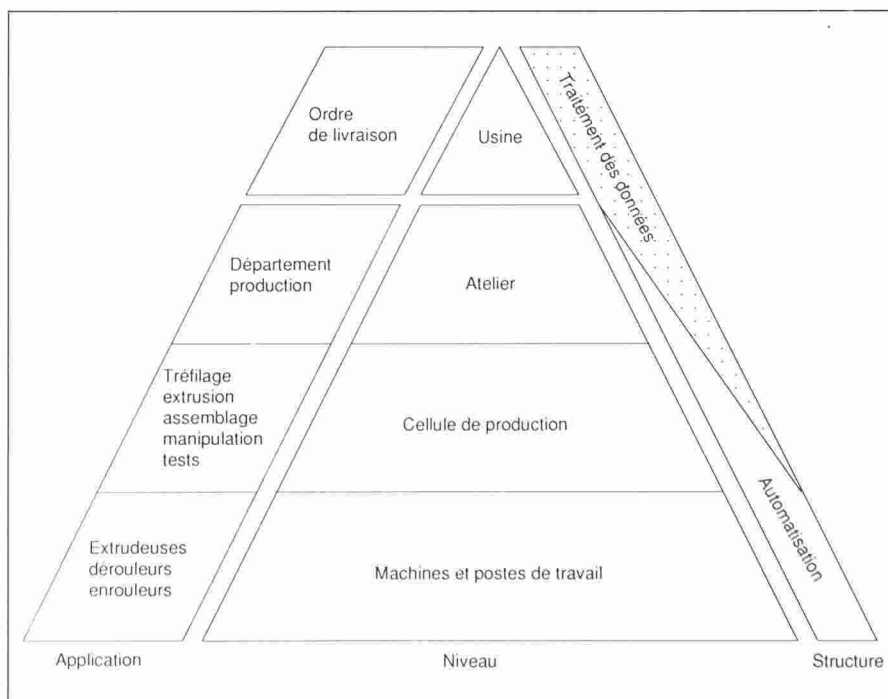 Ordre
de livraison
Usine
Traitement des données
Département
production
Atelier
Tréfilage
extrusion
assemblage
manipulation
tests
Cellule de production
Automatisation
Extrudeuses
dérouleurs
enrouleurs
Machines et postes de travail
Application
Niveau
Structure